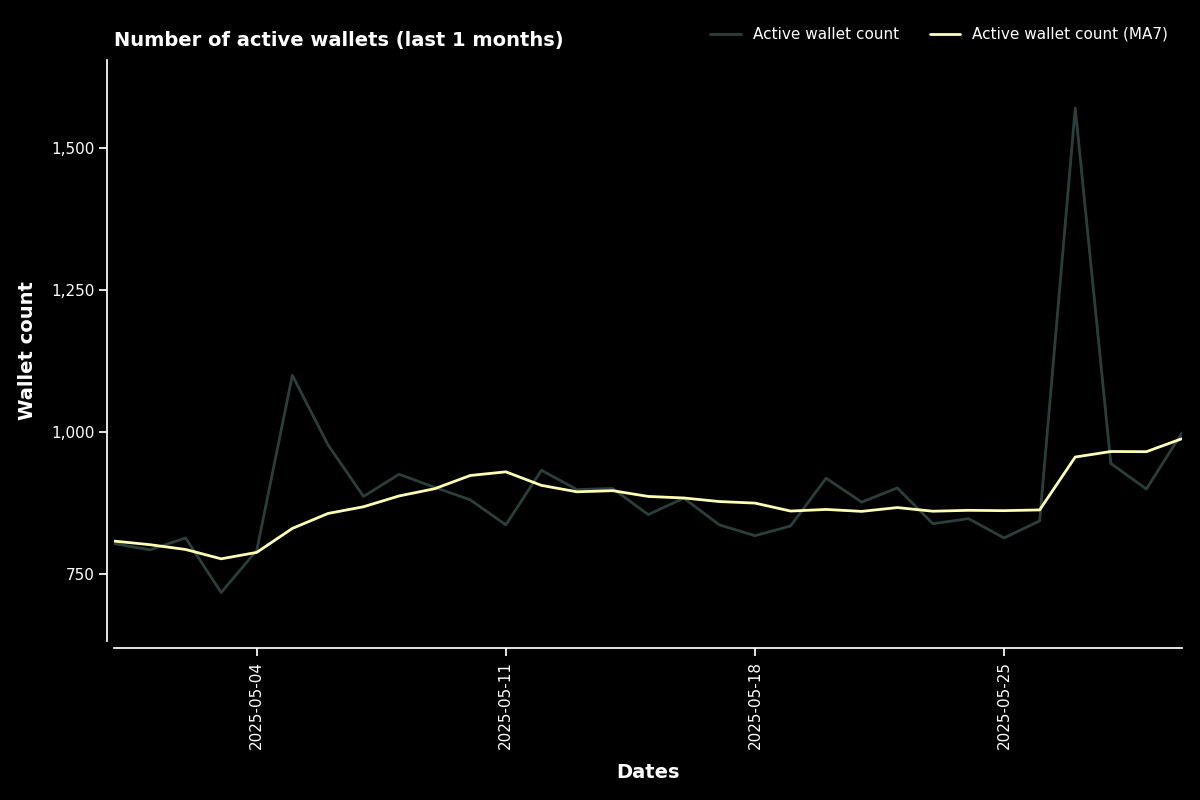 Number of active wallets (last 1 months)
Active wallet count
Active wallet count (MA7)
Wallet count
1,500
1,250
1,000
750
2025-05-04
2025-05-11
2025-05-18
2025-05-25
Dates